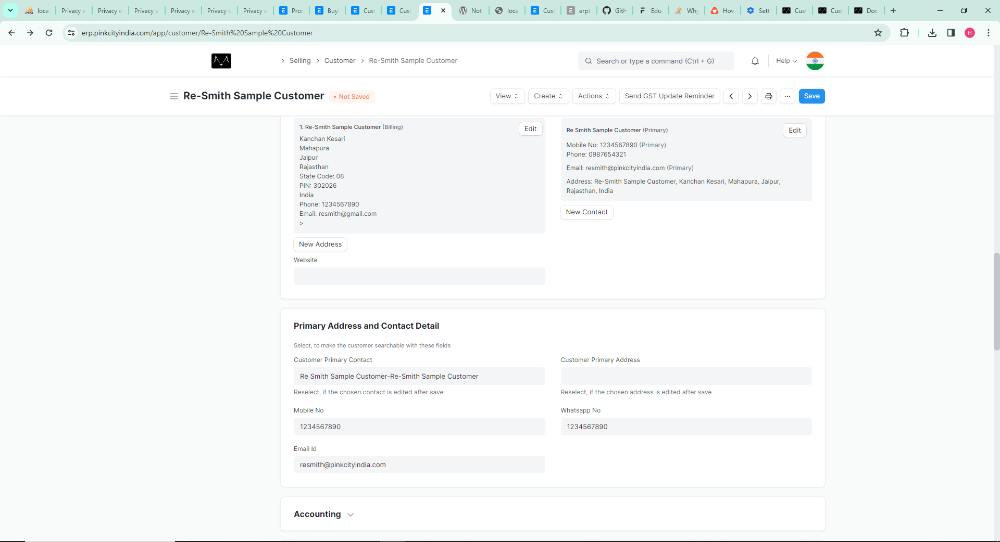 loca
Privacy e
Privacy e
Privacy e
Privacy e
Privacy e
Privacy e
Proc
Buyi
Cust
Cust
Not
loca
Cust
erpt
GitH
Edu
Why
How
Sett
Cust
Cust
Doc
erp.pinkcityindia.com/app/customer/Re-Smith%20Sample%20Customer
H
Selling
Customer
Re-Smith Sample Customer
Search or type a command (Ctrl + G)
Help
Re-Smith Sample Customer
Not Saved
View
Create
Actions
Send GST Update Reminder
Save
1. Re-Smith Sample Customer (Billing)
Edit
Kanchan Kesari
Mahapura
Jaipur
Rajasthan
State Code: 08
PIN: 302026
India
Phone: 1234567890
Email: resmith@gmail.com
>
New Address
Website
Re Smith Sample Customer (Primary)
Edit
Mobile No: 1234567890 (Primary)
Phone: 0987654321
Email: resmith@pinkcityindia.com (Primary)
Address: Re-Smith Sample Customer, Kanchan Kesari, Mahapura, Jaipur,
Rajasthan, India
New Contact
Primary Address and Contact Detail
Select, to make the customer searchable with these fields
Customer Primary Contact
Re Smith Sample Customer-Re-Smith Sample Customer
Reselect, if the chosen contact is edited after save
Customer Primary Address
Reselect, if the chosen address is edited after save
Mobile No
1234567890
Whatsapp No
1234567890
Email Id
resmith@pinkcityindia.com
Accounting